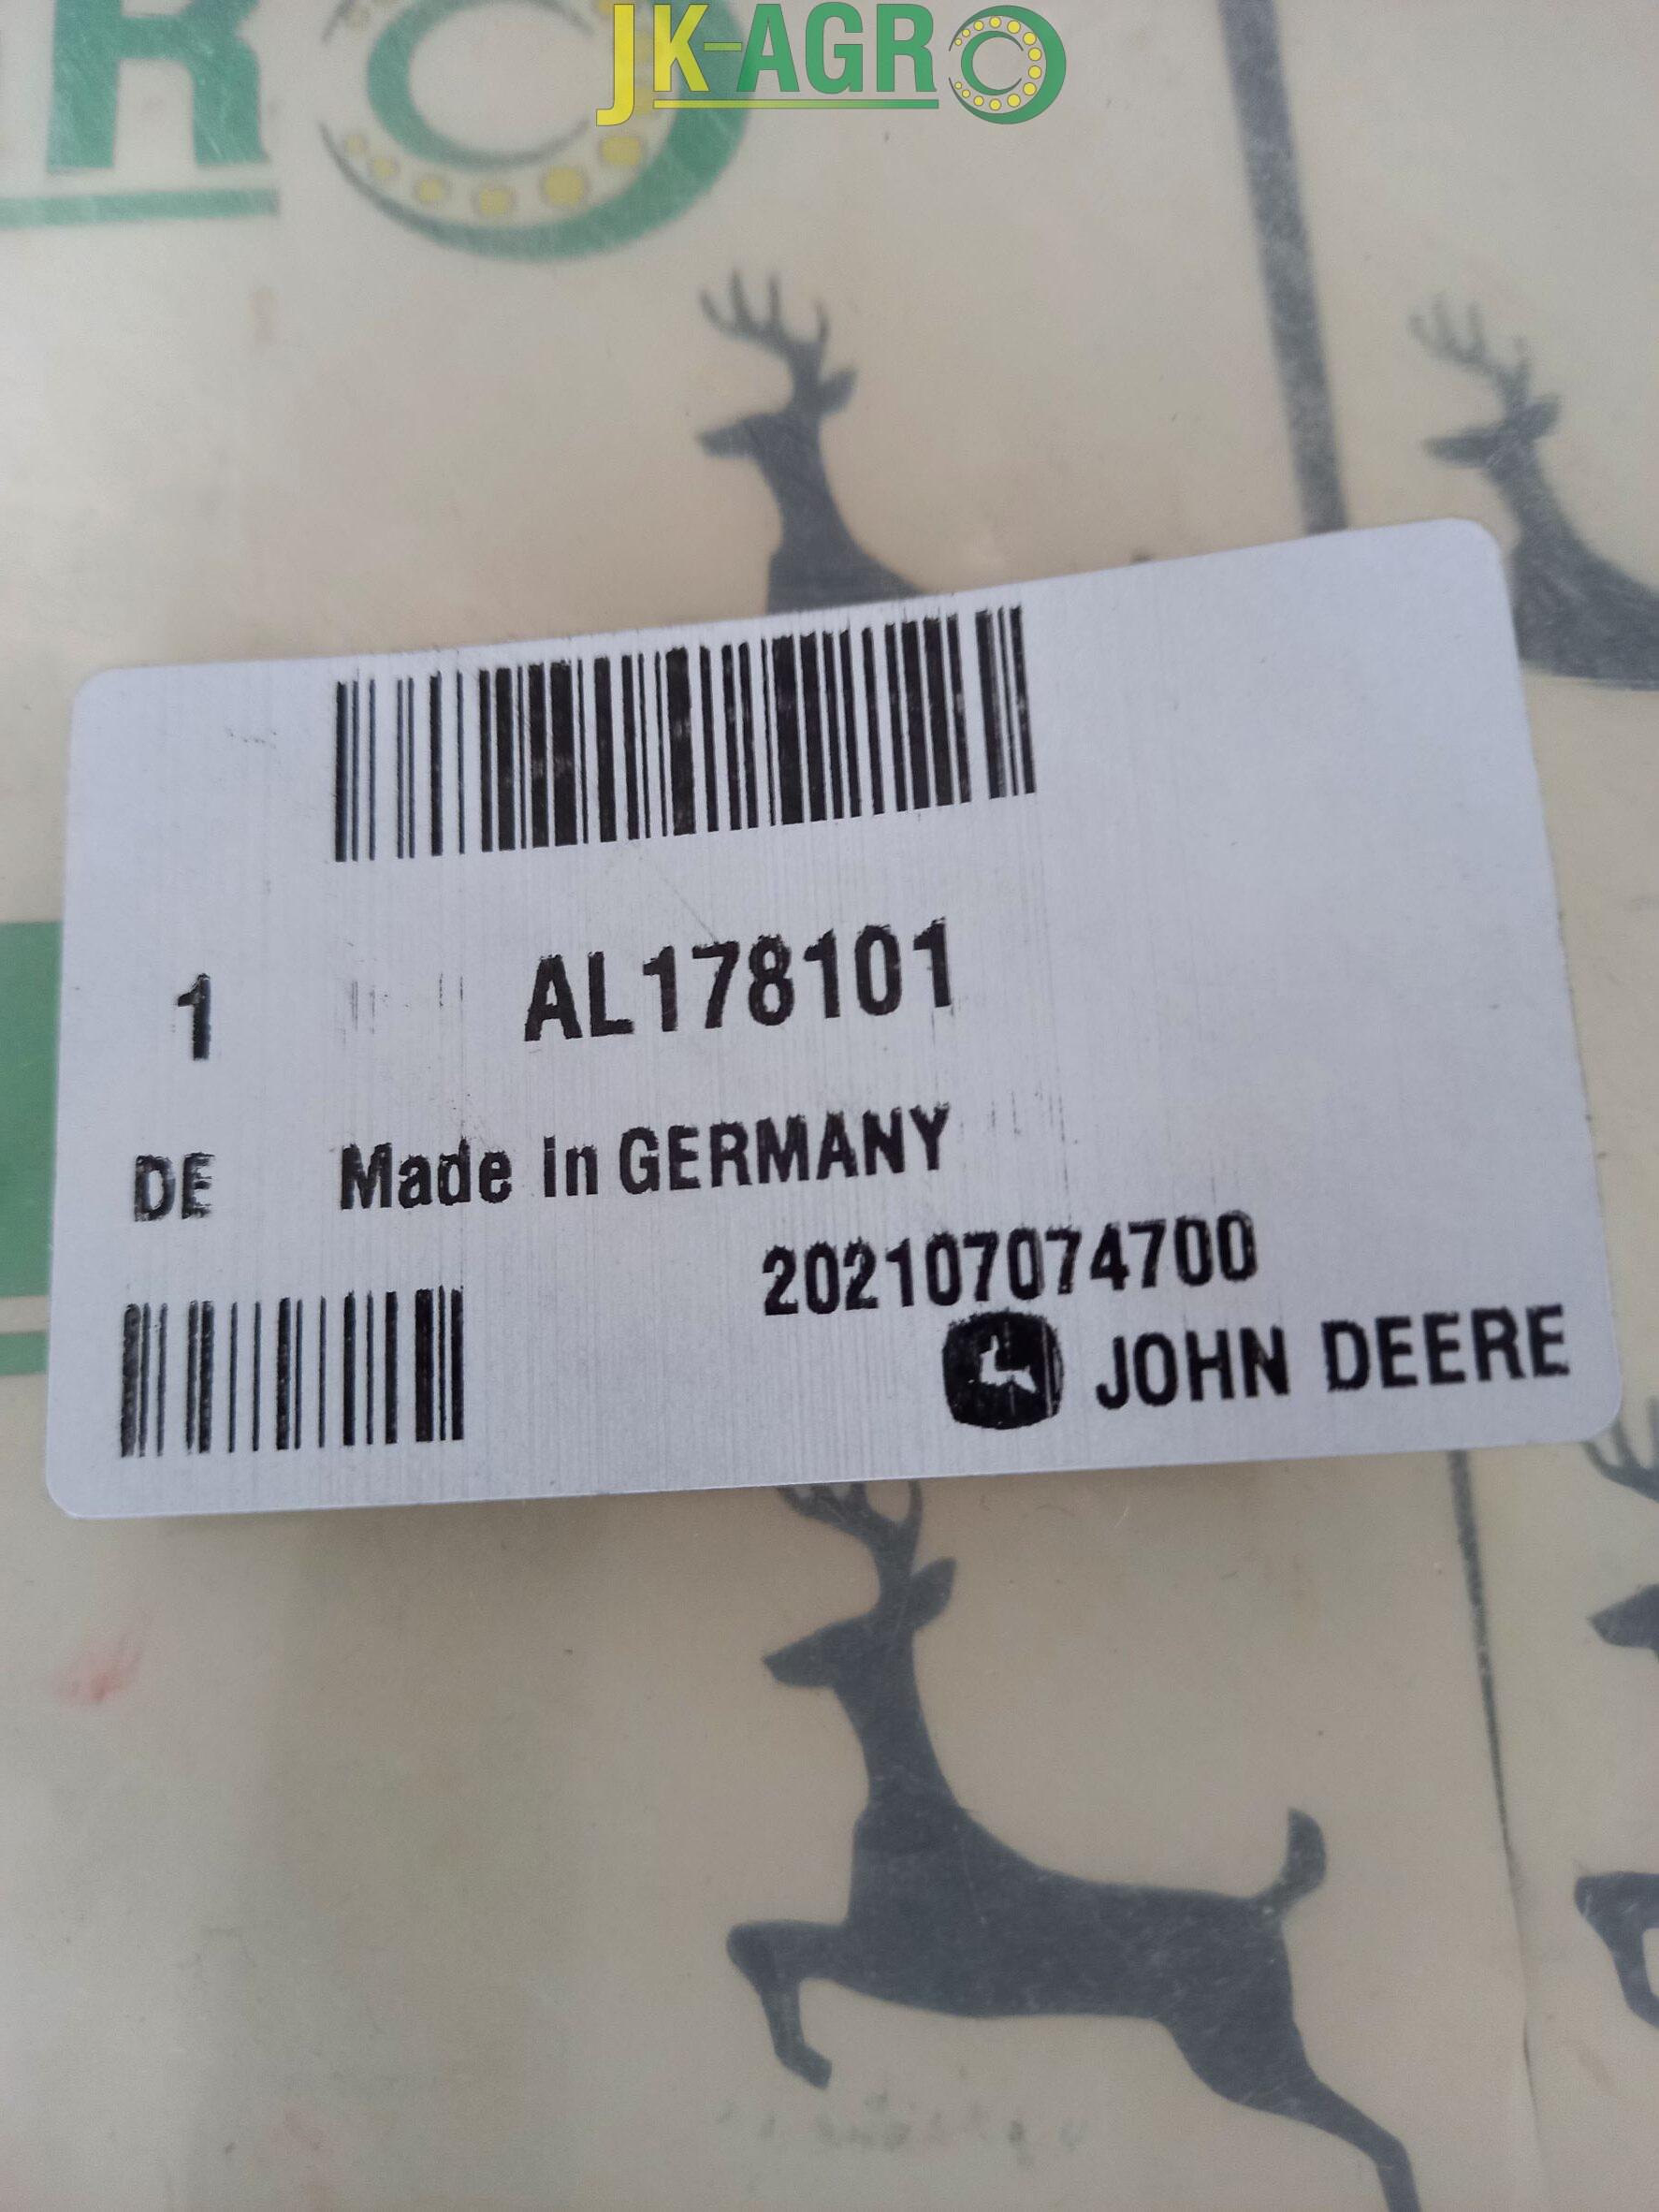 JK-AGRO
R
1 AL178101
DE Made in GERMANY
202107074700
JOHN DEERE